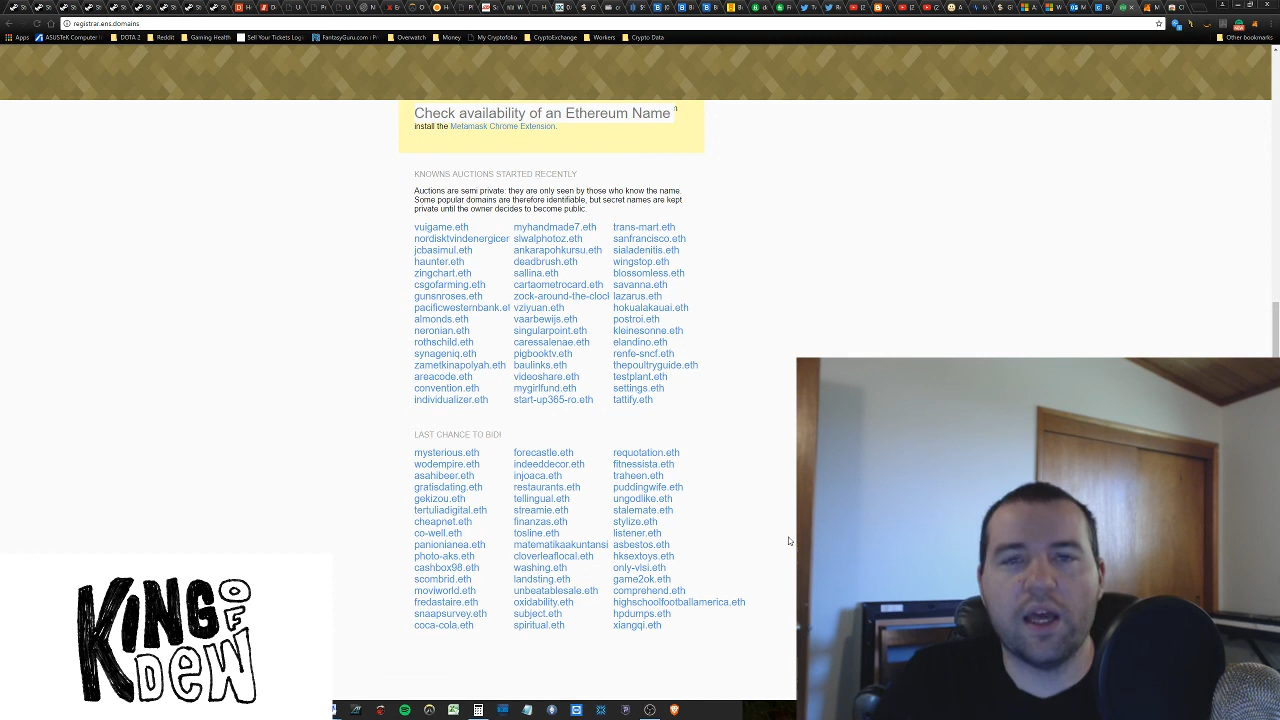 registrar.ens.domains
Apps ASUSTeK Computer DOTA 2 Reddit Gaming Health Sell Your Tickets FantasyGuru.com Overwatch Money My Cryptofolio CryptoExchange Workers Crypto Data Other bookmarks
Check availability of an Ethereum Name
install the Metamask Chrome Extension.
KNOWNS AUCTIONS STARTED RECENTLY
Auctions are semi private: they are only seen by those who know the name.
Some popular domains are therefore identifiable, but secret names are kept
private until the owner decides to become public.
vuigame.eth myhandmade7.eth trans-mart.eth
nordisktvindenergicer slwalphotoz.eth sanfrancisco.eth
jcbasimul.eth ankarapohkursu.eth sialadenitis.eth
haunter.eth deadbrush.eth wingstop.eth
zingchart.eth sallina.eth blossomless.eth
csgofarming.eth cartaometrocard.eth savanna.eth
gunsnroses.eth zock-around-the-clocl lazarus.eth
pacificwesternbank.et vziyuan.eth hokualakauai.eth
almonds.eth vaarbewijs.eth postroi.eth
neronian.eth singularpoint.eth kleinesonne.eth
rothschild.eth caressalenae.eth elandino.eth
synageniq.eth pigbooktv.eth renfe-sncf.eth
zametkinapolyah.eth baulinks.eth thepoultryguide.eth
areacode.eth videoshare.eth testplant.eth
convention.eth mygirlfund.eth settings.eth
individualizer.eth start-up365-ro.eth tattify.eth
LAST CHANCE TO BID!
mysterious.eth forecastle.eth requotation.eth
wodempire.eth indeeddecor.eth fitnessista.eth
asahibeer.eth injoaca.eth traheen.eth
gratisdating.eth restaurants.eth puddingwife.eth
gekizou.eth tellingual.eth ungodlike.eth
tertuliadigital.eth streamie.eth stalemate.eth
cheapnet.eth finanzas.eth stylize.eth
co-well.eth tosline.eth listener.eth
panionianea.eth matematikaakuntansi asbestos.eth
photo-aks.eth cloverleaflocal.eth hksextoys.eth
cashbox98.eth washing.eth only-vlsi.eth
scombrid.eth landsting.eth game2ok.eth
moviworld.eth unbeatablesale.eth comprehend.eth
fredastaire.eth oxidability.eth highschoolfootballamerica.eth
snaapsurvey.eth subject.eth hpdumps.eth
coca-cola.eth spiritual.eth xiangqi.eth
KING OF
DEW